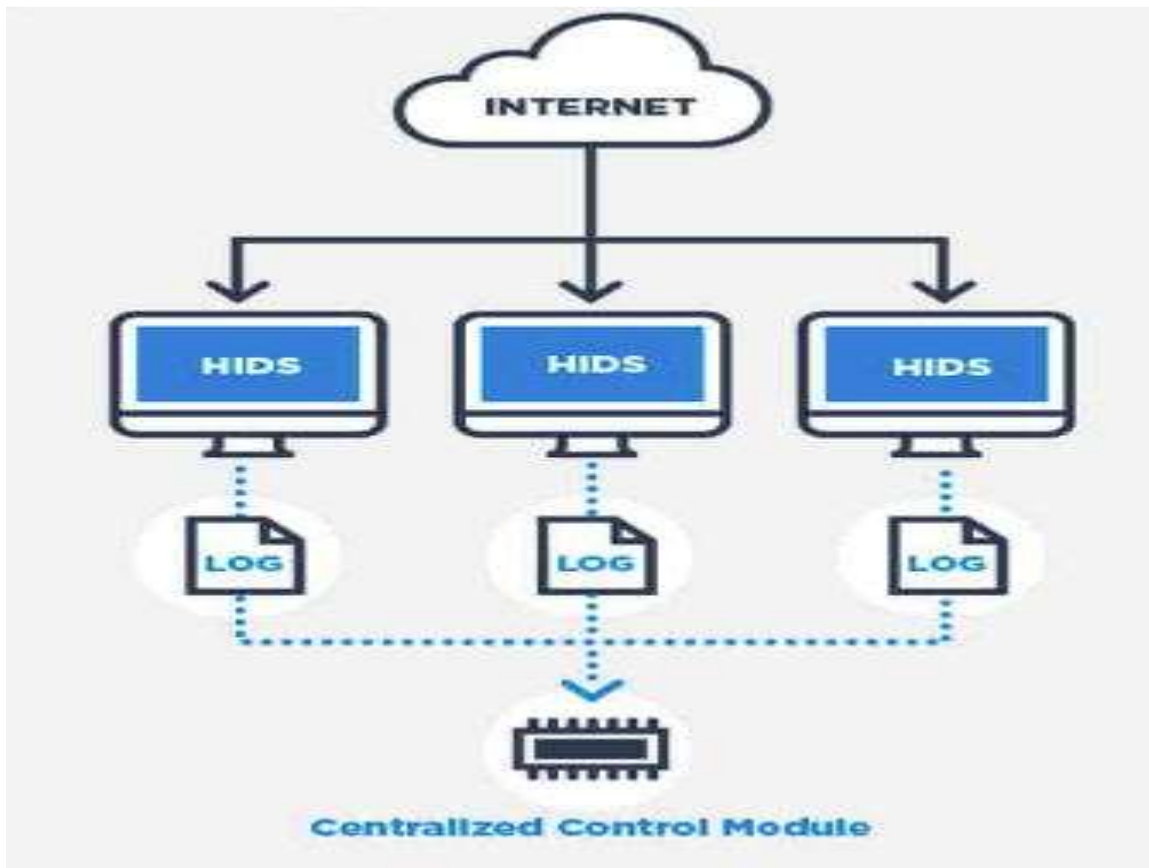 INTERNET
HIDS
HIDS
HIDS
LOG
LOG
LOG
Centralized Control Module